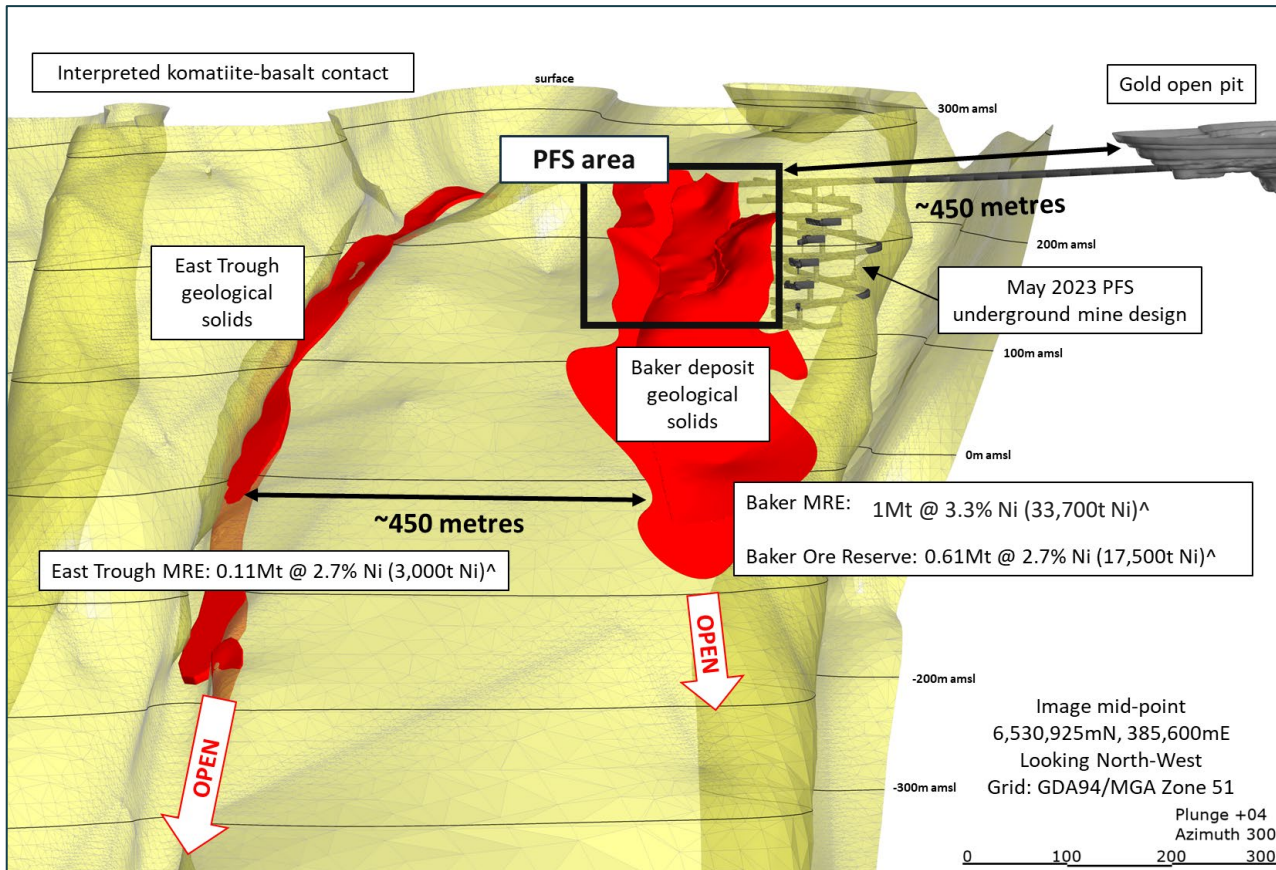 Interpreted komatiite-basalt contact
surface
300m amsl
Gold open pit
PFS area
~450 metres
200m amsl
East Trough
geological
solids
May 2023 PFS
underground mine design
100m amsl
Baker deposit
geological
solids
0m amsl
~450 metres
Baker MRE: 1Mt @ 3.3% Ni (33,700t Ni)^
Baker Ore Reserve: 0.61Mt @ 2.7% Ni (17,500t Ni)^
East Trough MRE: 0.11Mt @ 2.7% Ni (3,000t Ni)^
OPEN
OPEN
-200m amsl
-300m amsl
Image mid-point
6,530,925mN, 385,600mE
Looking North-West
Grid: GDA94/MGA Zone 51
Plunge +04
Azimuth 300
0 100 200 300